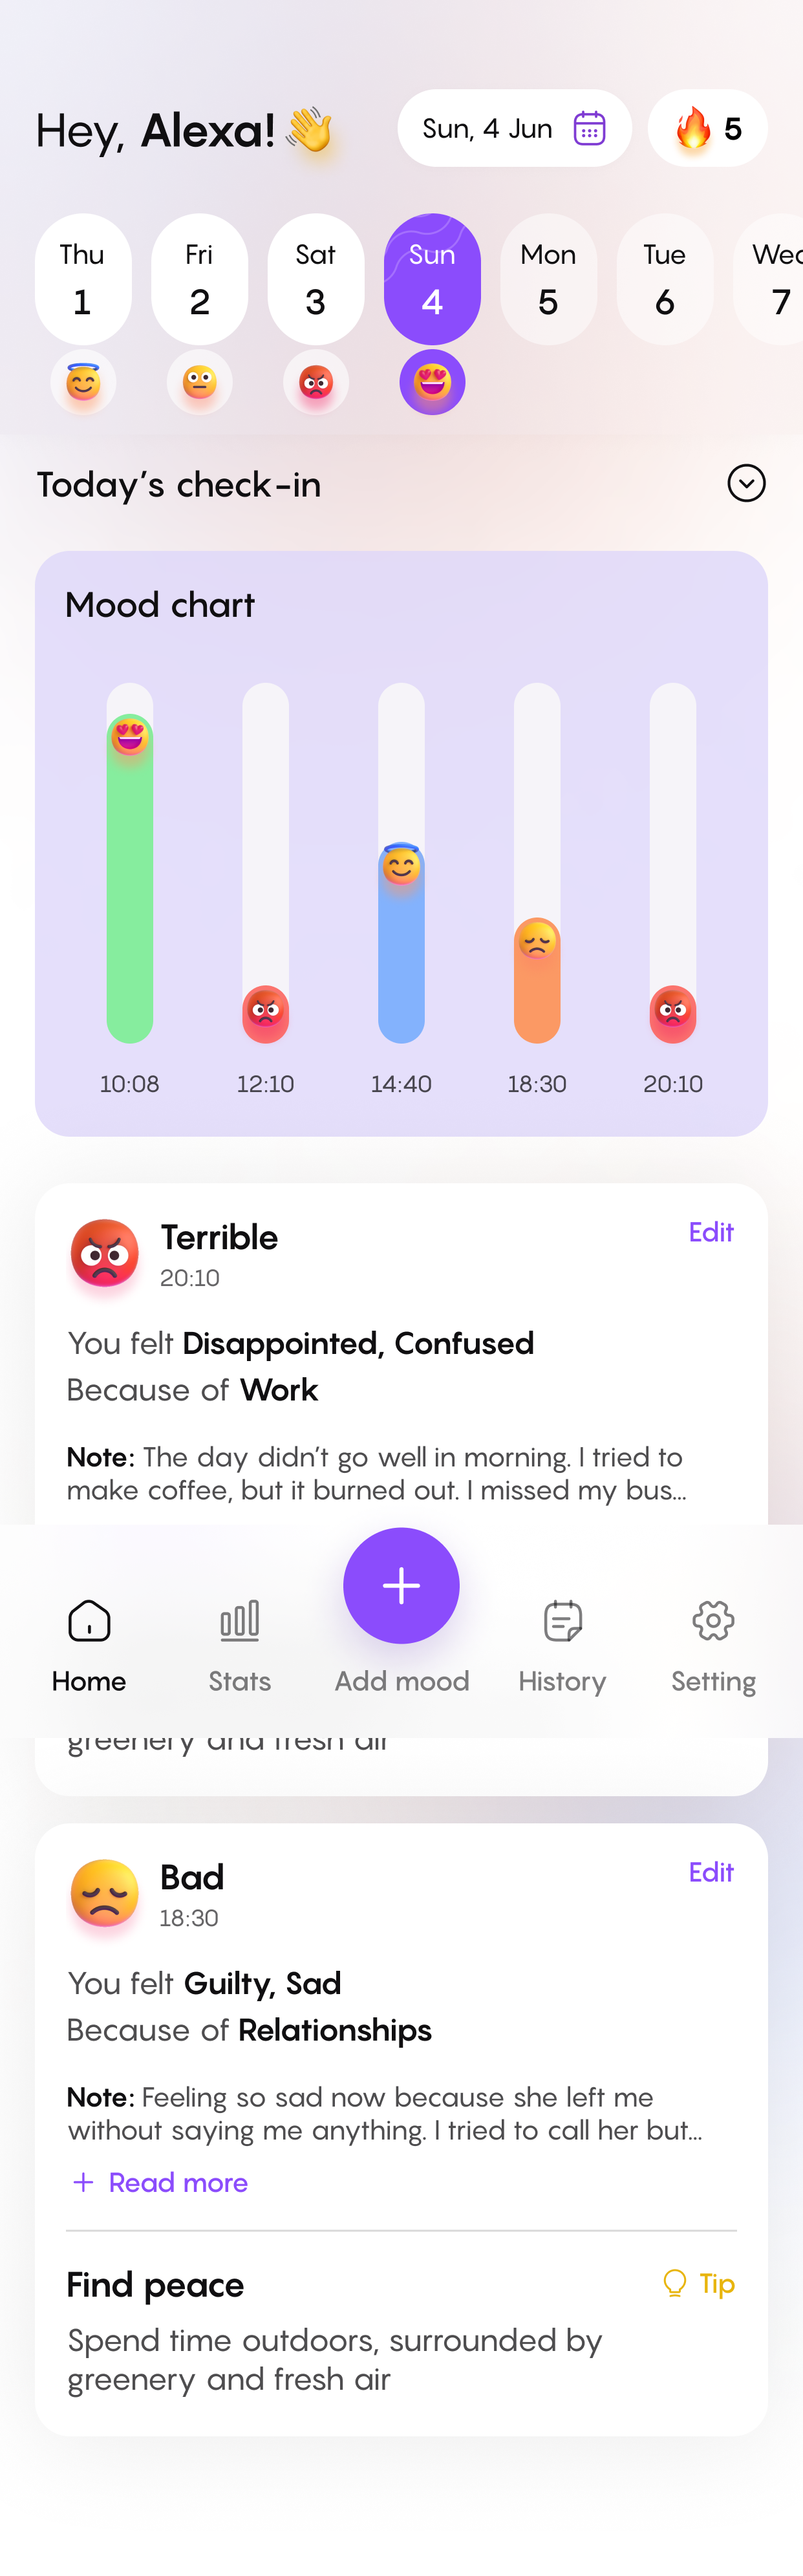 Hey, Alexa!
Sun, 4 Jun
5
Thu Fri Sat Sun Mon Tue Wed
1 2 3 4 5 6 7
Today’s check-in
Mood chart
10:08 12:10 14:40 18:30 20:10
Terrible
Edit
20:10
You felt Disappointed, Confused
Because of Work
Note: The day didn’t go well in morning. I tried to
make coffee, but it burned out. I missed my bus...
Home Stats Add mood History Setting
greenery and fresh air
Bad
Edit
18:30
You felt Guilty, Sad
Because of Relationships
Note: Feeling so sad now because she left me
without saying me anything. I tried to call her but...
+ Read more
Find peace
Tip
Spend time outdoors, surrounded by
greenery and fresh air